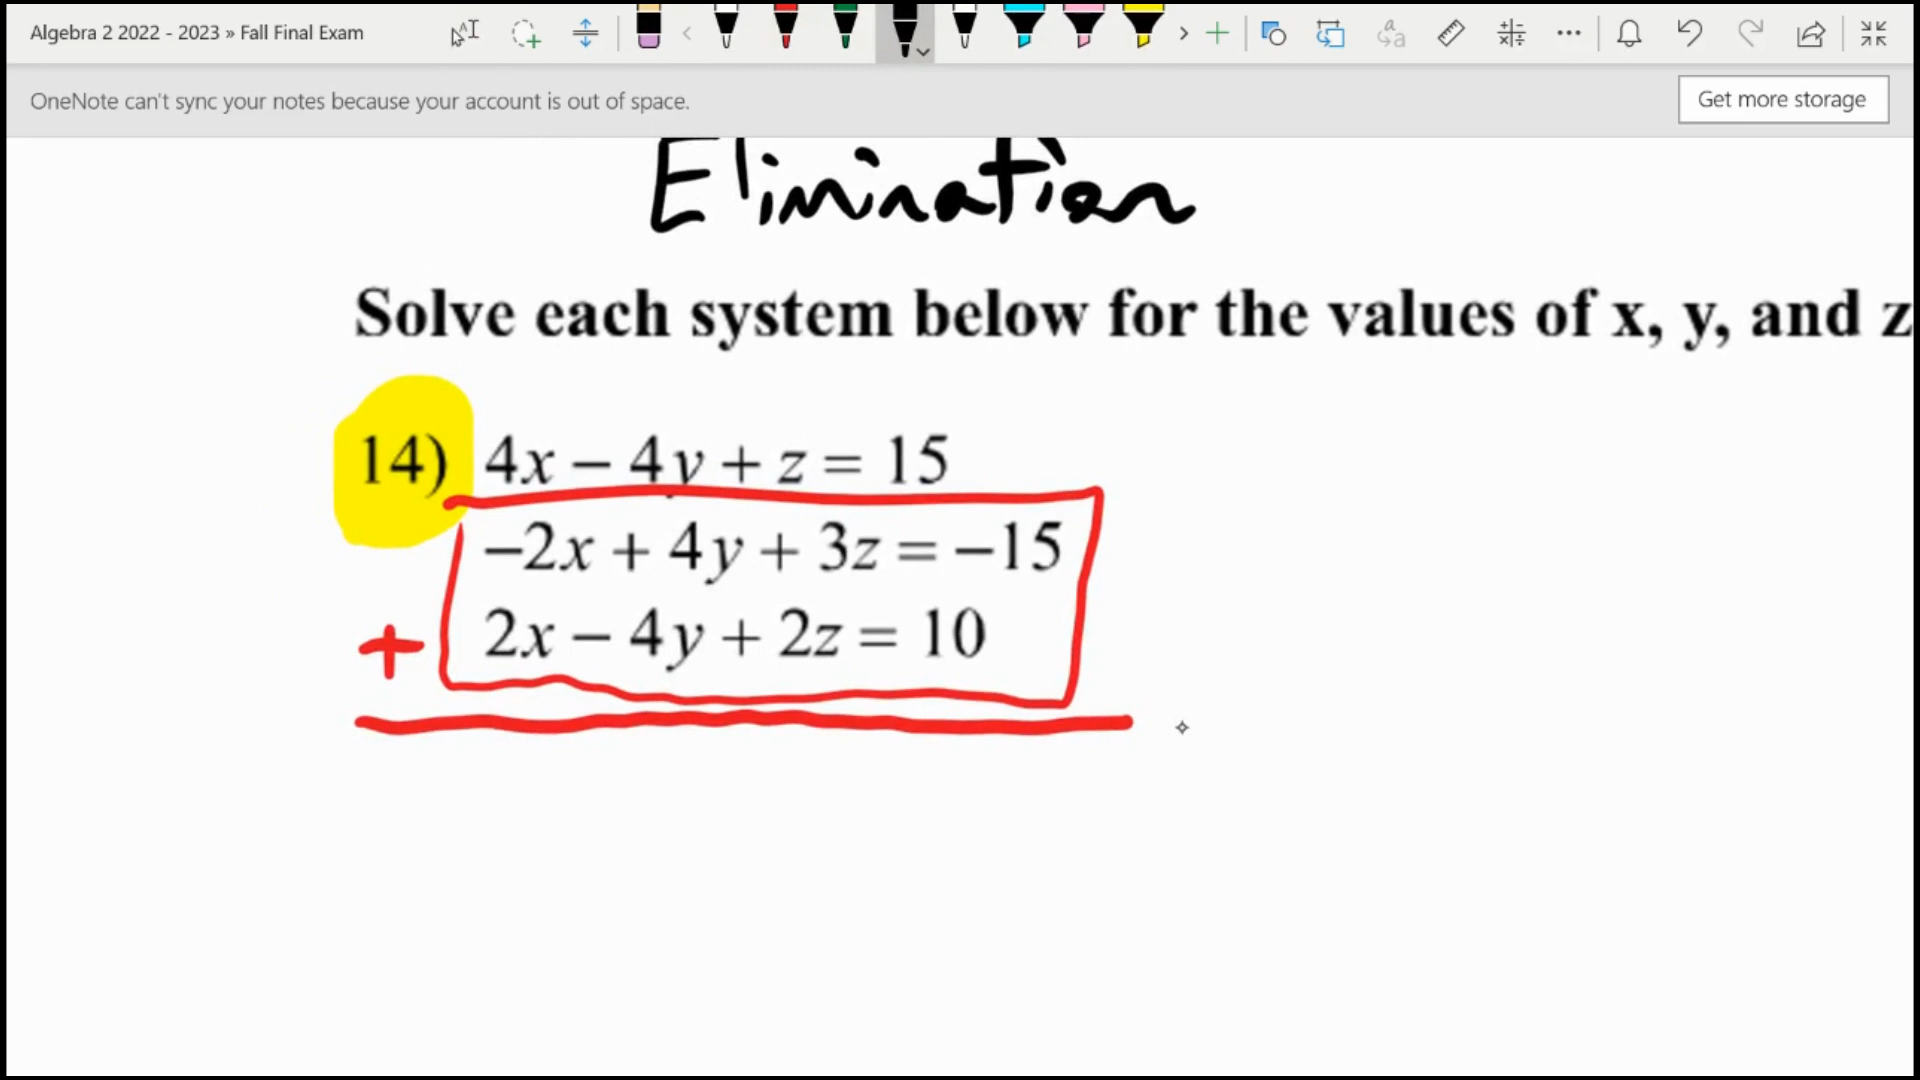 Algebra 2 2022 - 2023 » Fall Final Exam
OneNote can't sync your notes because your account is out of space.
Get more storage
Elimination
Solve each system below for the values of x, y, and z
14) 4x − 4y + z = 15
−2x + 4y + 3z = −15
+ 2x − 4y + 2z = 10